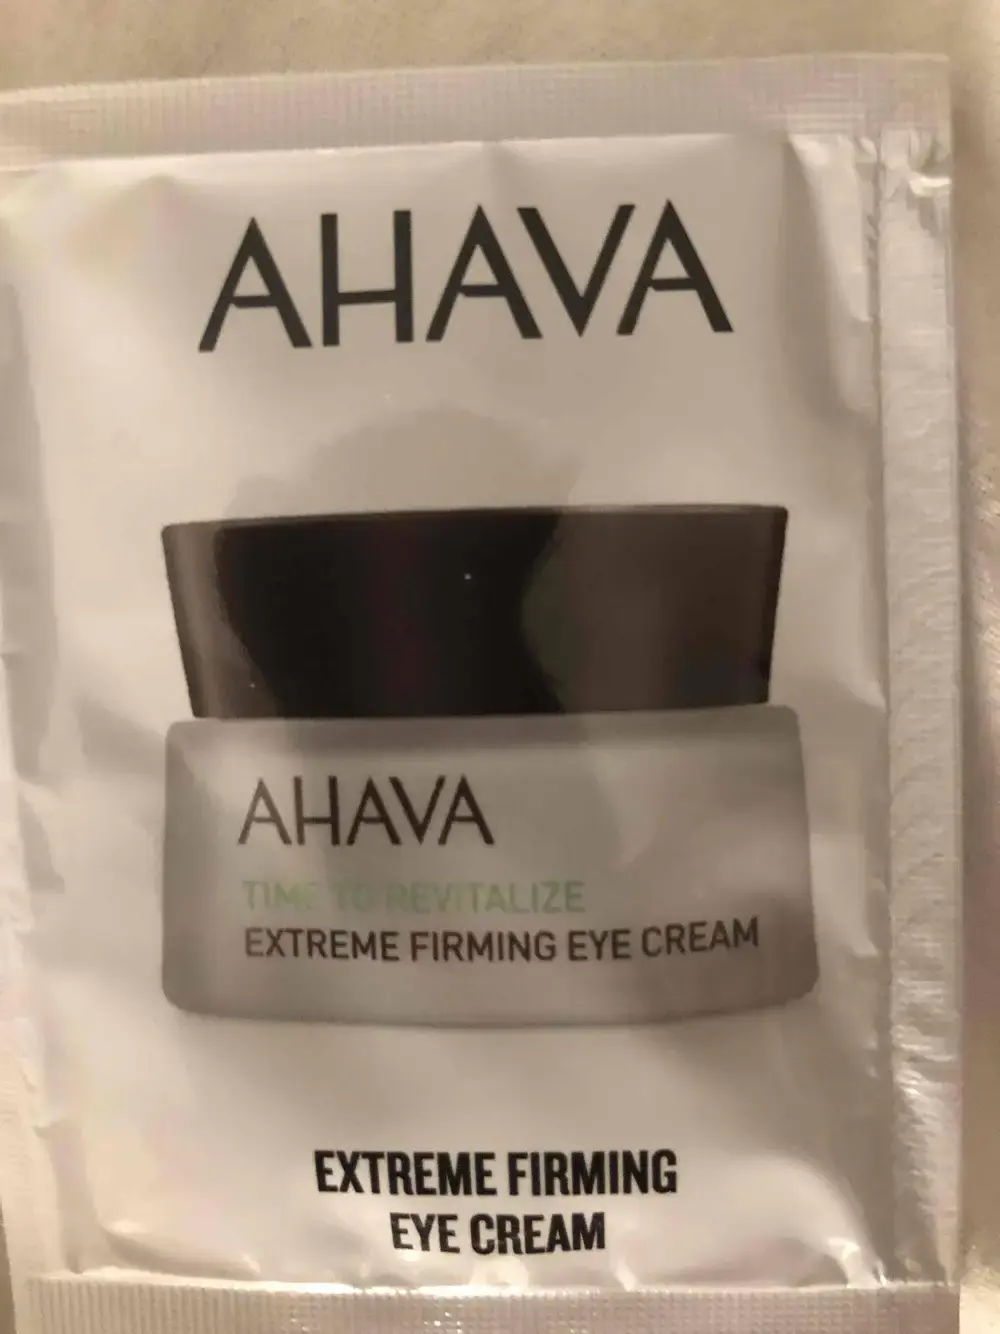 AHAVA
AHAVA
TIME TO REVITALIZE
EXTREME FIRMING EYE CREAM
EXTREME FIRMING
EYE CREAM